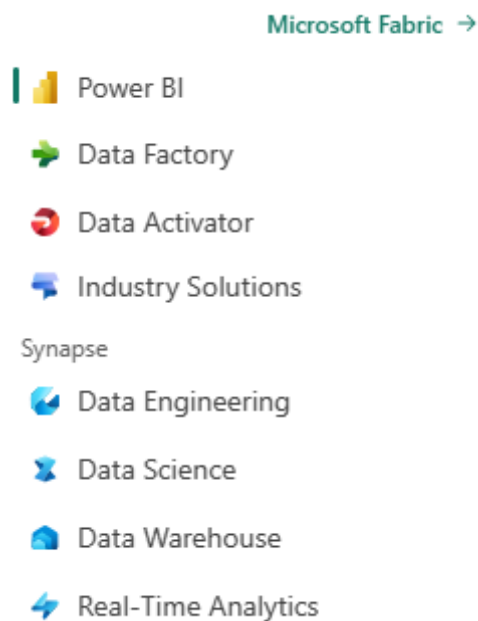 Microsoft Fabric →
Power BI
Data Factory
Data Activator
Industry Solutions
Synapse
Data Engineering
Data Science
Data Warehouse
Real-Time Analytics